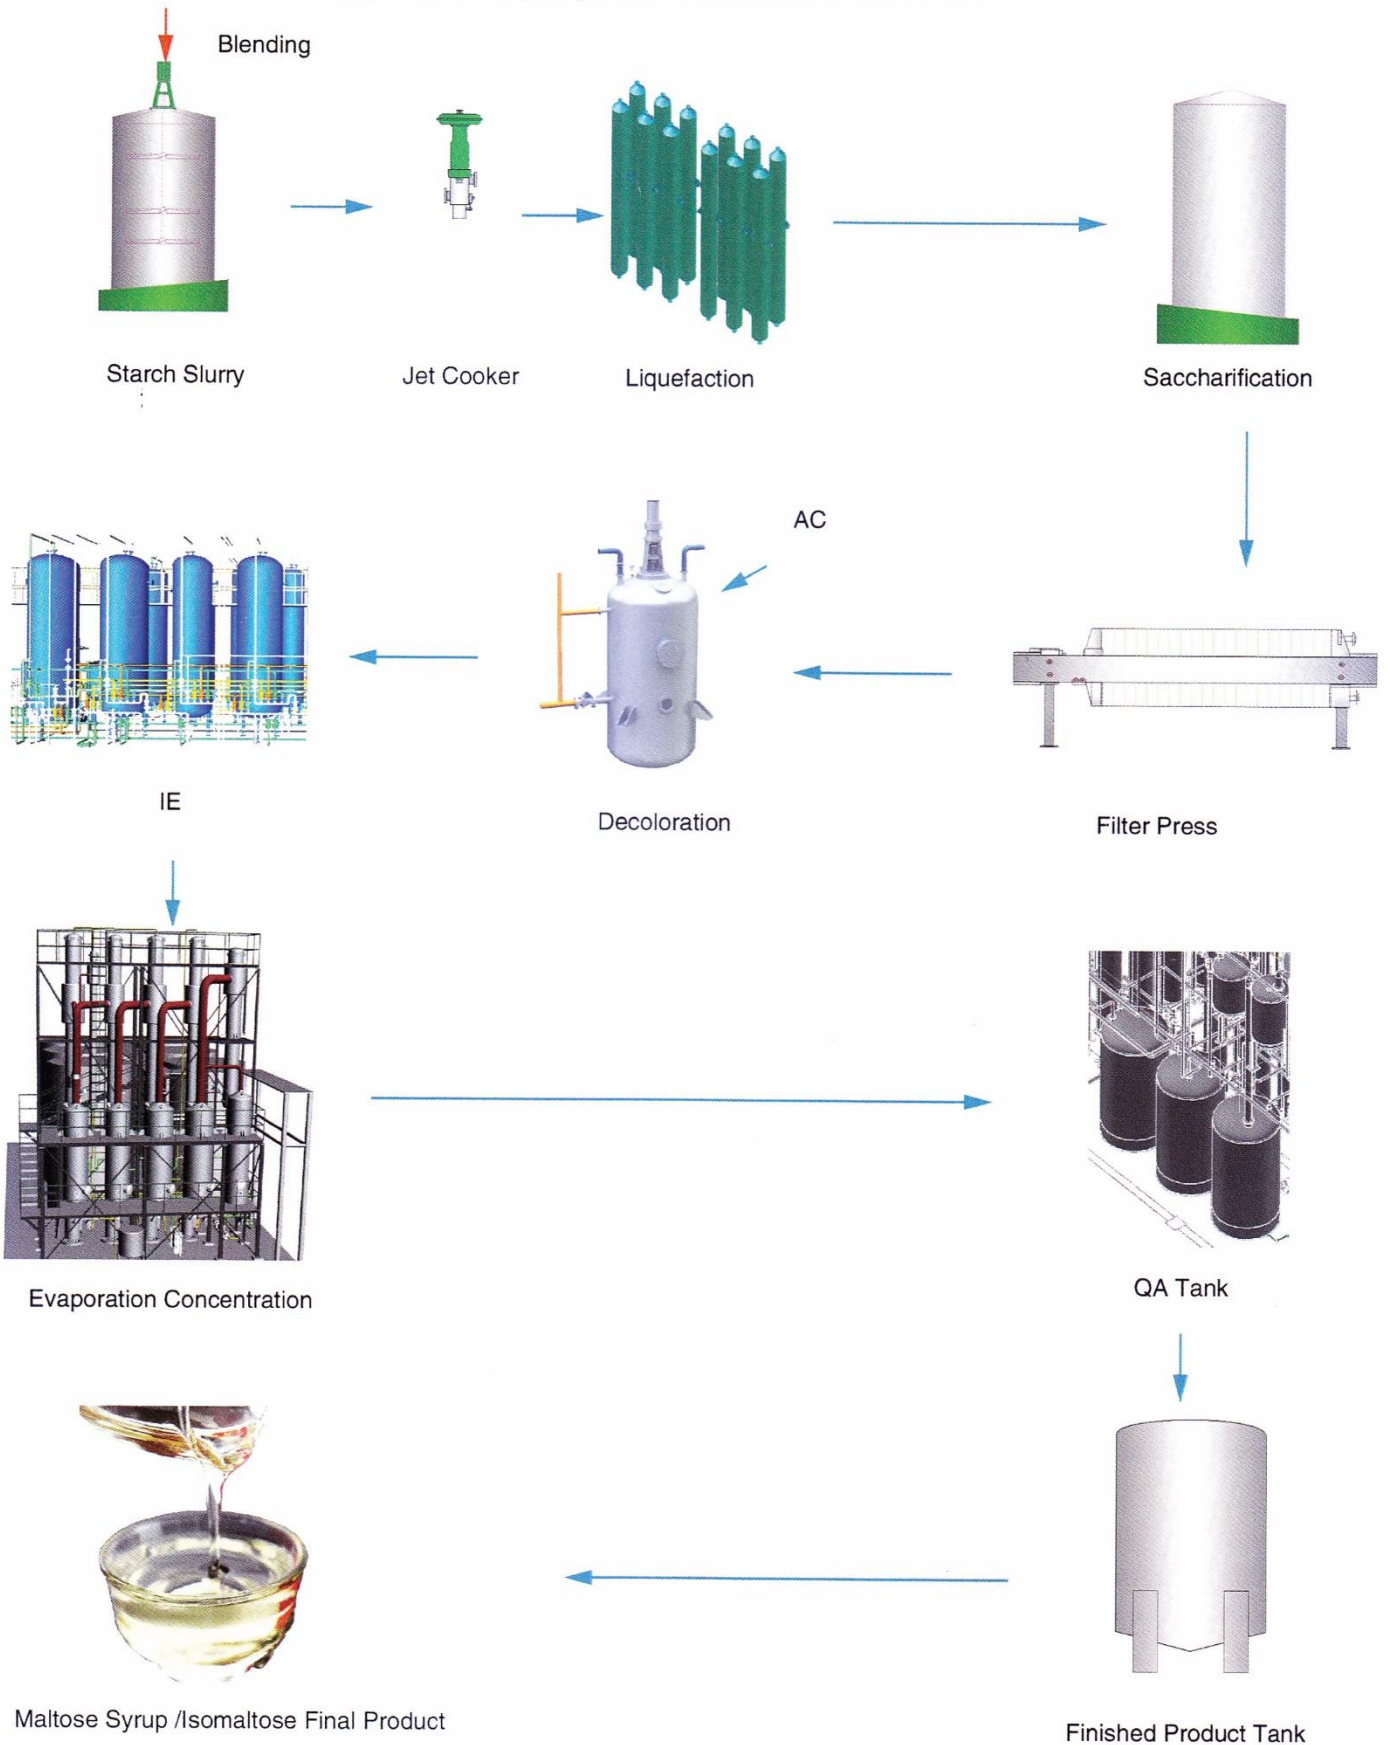 Blending
Starch Slurry
Jet Cooker
Liquefaction
Saccharification
AC
IE
Decoloration
Filter Press
Evaporation Concentration
QA Tank
Maltose Syrup /Isomaltose Final Product
Finished Product Tank